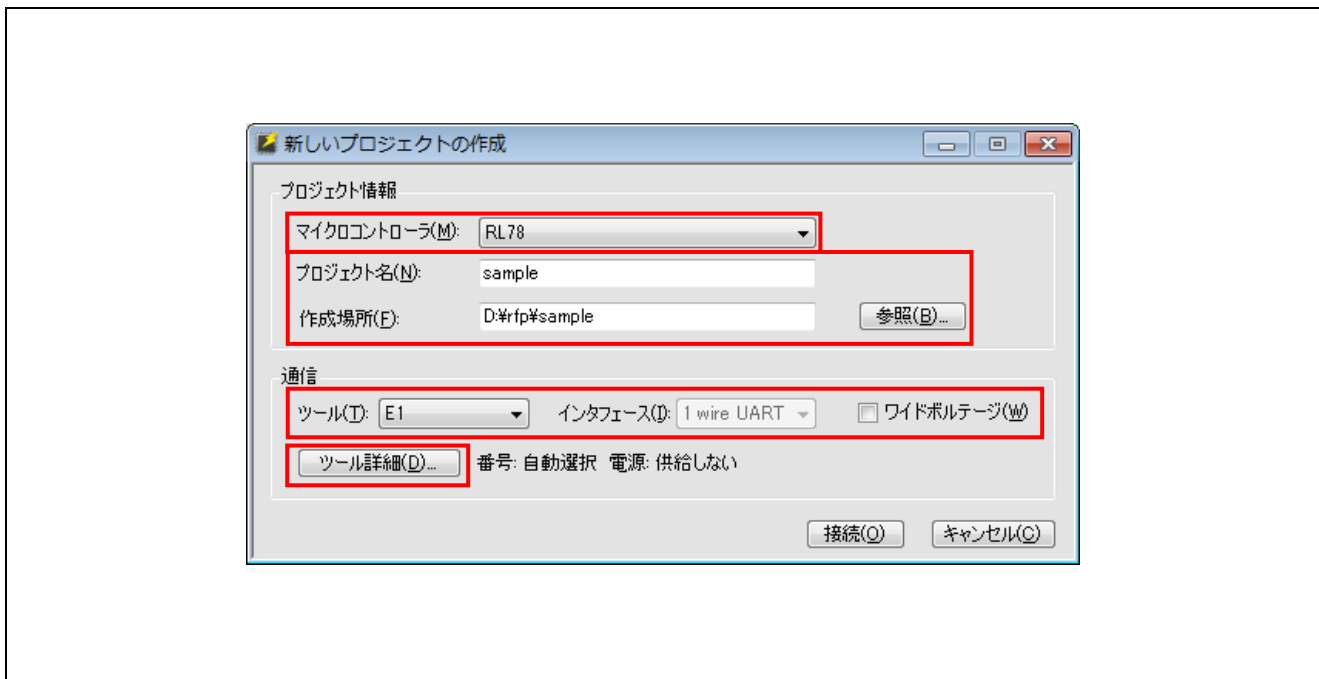 新しいプロジェクトの作成
プロジェクト情報
マイクロコントローラ(M): RL78
プロジェクト名(N): sample
作成場所(F): D:¥rfp¥sample 参照(B)...
通信
ツール(T): E1 インタフェース(I): 1 wire UART ワイドボルテージ(W)
ツール詳細(D)... 番号: 自動選択 電源: 供給しない
接続(O) キャンセル(C)